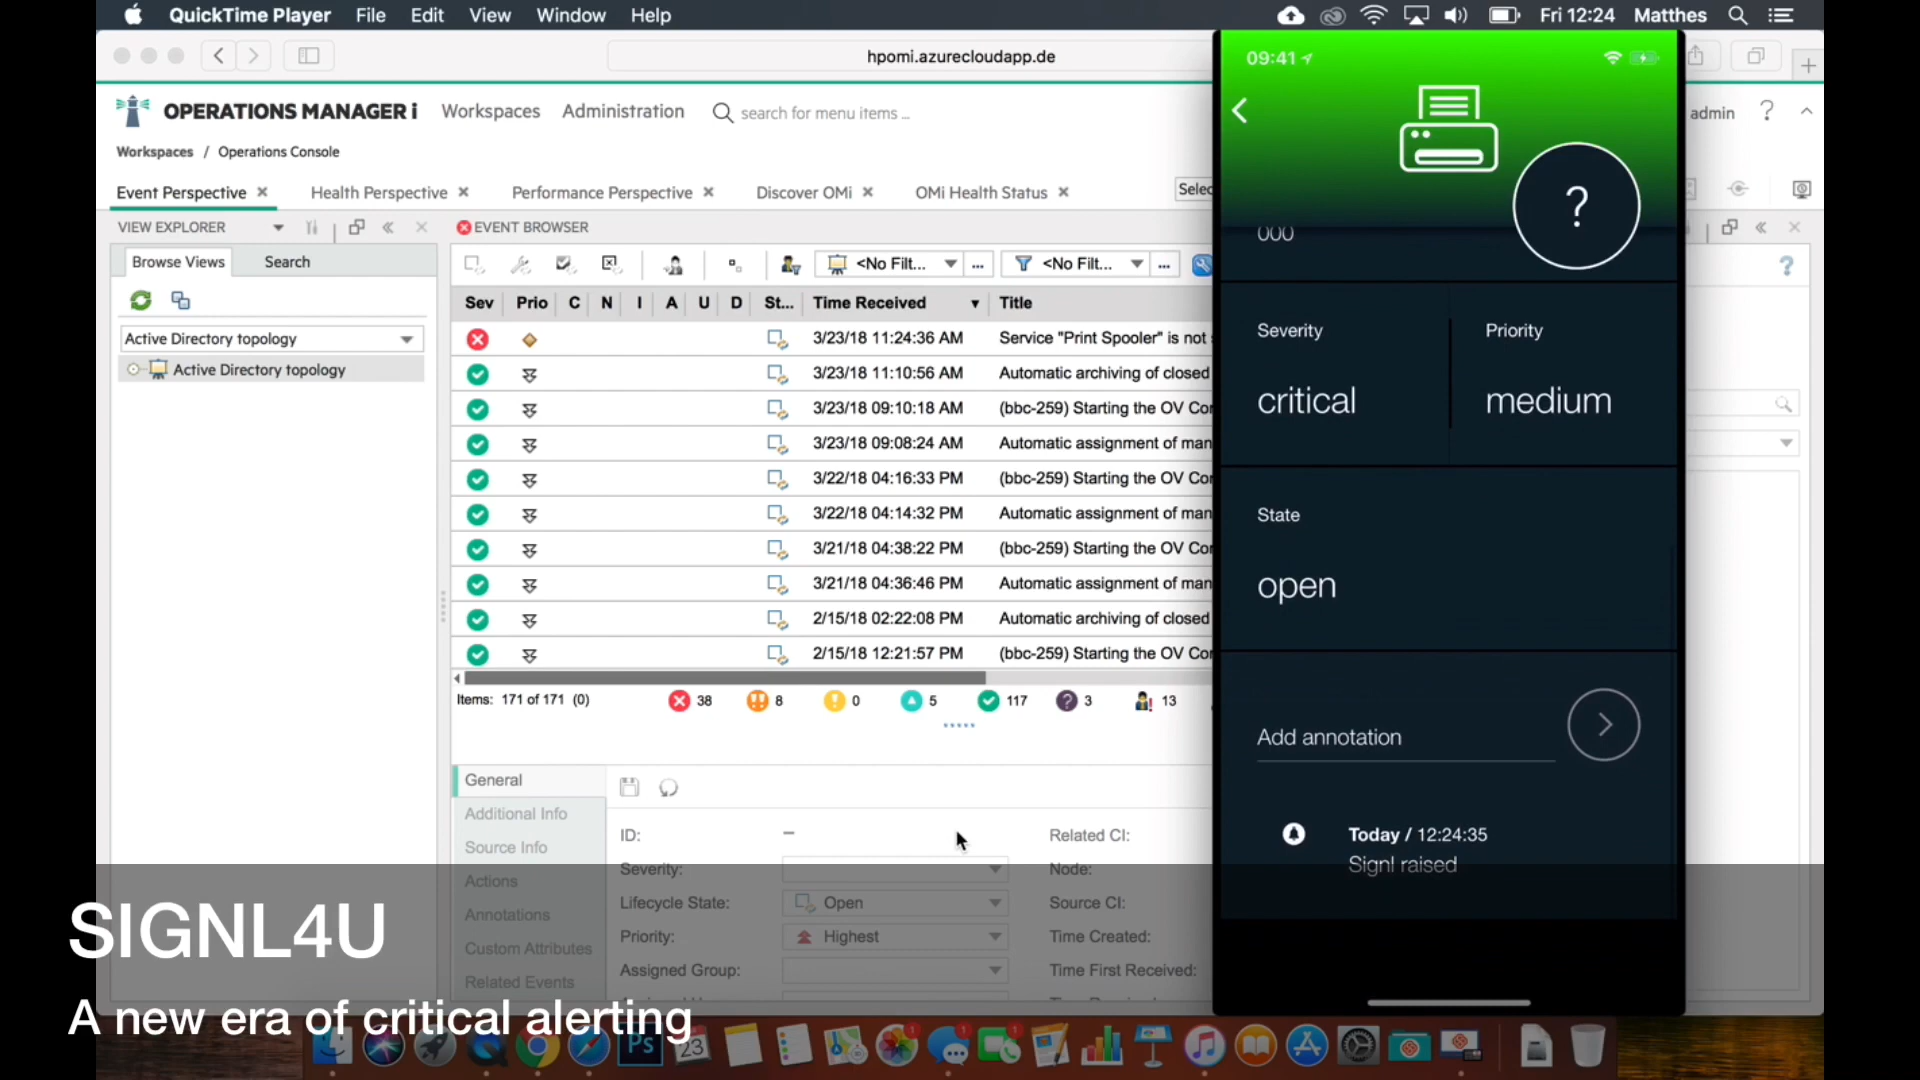 QuickTime Player File Edit View Window Help
Fri 12:24 Matthes
hpomi.azurecloudapp.de
OPERATIONS MANAGER i Workspaces Administration search for menu items ...
admin ?
Workspaces / Operations Console
Event Perspective Health Perspective Performance Perspective Discover OMi OMi Health Status
VIEW EXPLORER
EVENT BROWSER
Browse Views Search
<No Filt... ... <No Filt... ...
Active Directory topology
Active Directory topology
Sev Prio C N I A U D St... Time Received Title
3/23/18 11:24:36 AM Service "Print Spooler" is not
3/23/18 11:10:56 AM Automatic archiving of closed
3/23/18 09:10:18 AM (bbc-259) Starting the OV Cor
3/23/18 09:08:24 AM Automatic assignment of man
3/22/18 04:16:33 PM (bbc-259) Starting the OV Cor
3/22/18 04:14:32 PM Automatic assignment of man
3/21/18 04:38:22 PM (bbc-259) Starting the OV Cor
3/21/18 04:36:46 PM Automatic assignment of man
2/15/18 02:22:08 PM Automatic archiving of closed
2/15/18 12:21:57 PM (bbc-259) Starting the OV Cor
Items: 171 of 171 (0) 38 8 0 5 117 3 13
General
Additional Info
Source Info
Actions
Annotations
Custom Attributes
Related Events
ID: – Related CI:
Severity: Node:
Lifecycle State: Open Source CI:
Priority: Highest Time Created:
Assigned Group: Time First Received:
09:41
?
Severity Priority
critical medium
State
open
Add annotation
Today / 12:24:35
Signl raised
SIGNL4U
A new era of critical alerting
Ps
23